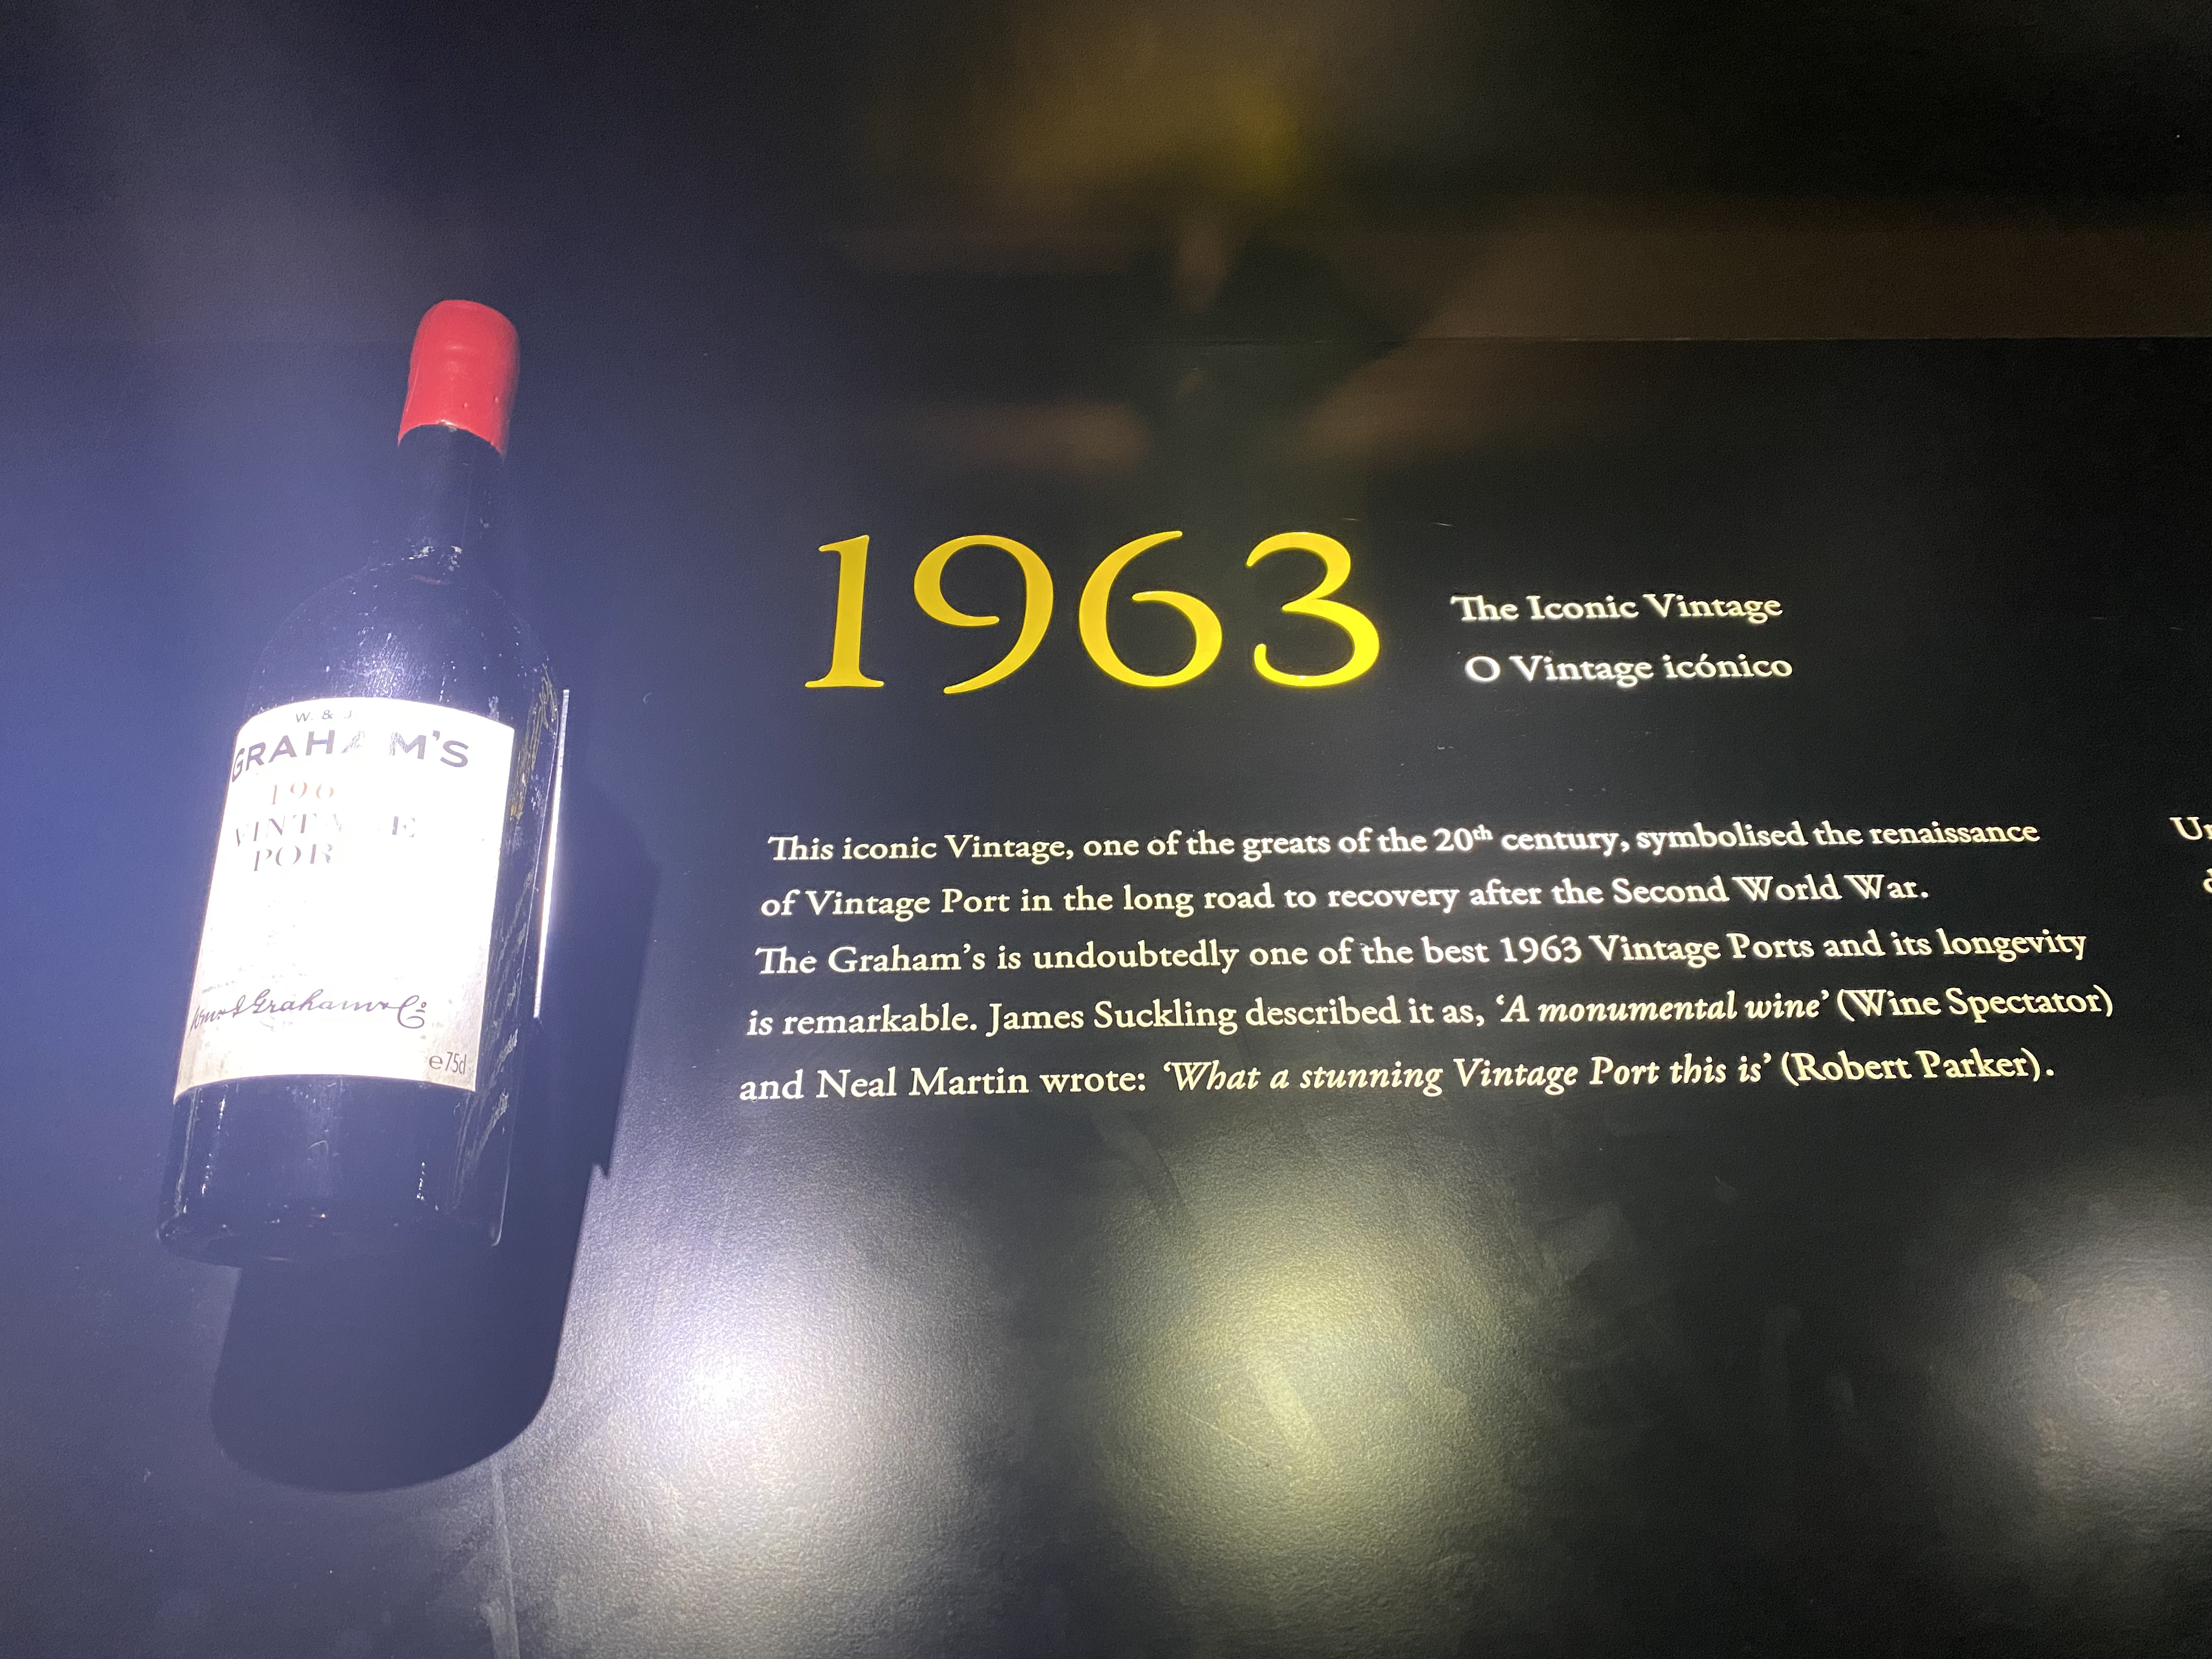 W. & J
GRAHAM'S
VINTAGE
POR
e 75cl
1963
The Iconic Vintage
O Vintage icónico
This iconic Vintage, one of the greats of the 20th century, symbolised the renaissance
of Vintage Port in the long road to recovery after the Second World War.
The Graham's is undoubtedly one of the best 1963 Vintage Ports and its longevity
is remarkable. James Suckling described it as, 'A monumental wine' (Wine Spectator)
and Neal Martin wrote: 'What a stunning Vintage Port this is' (Robert Parker).